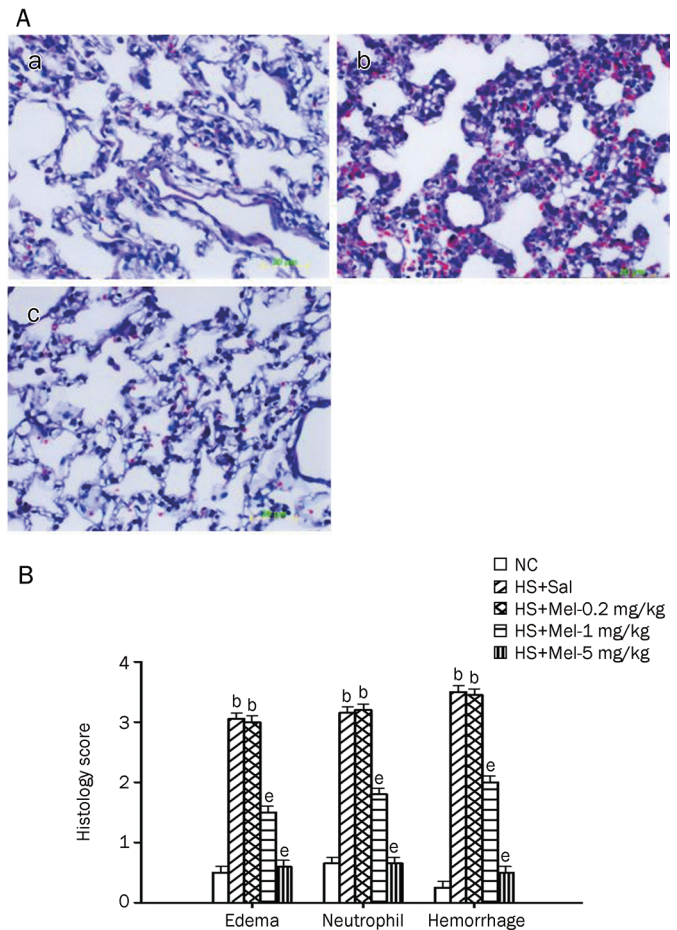 A
a
b
c
B
NC
HS+Sal
HS+Mel-0.2 mg/kg
HS+Mel-1 mg/kg
HS+Mel-5 mg/kg
4
3
2
1
0
Histology score
b b e e
b b e e
b b e e
Edema Neutrophil Hemorrhage